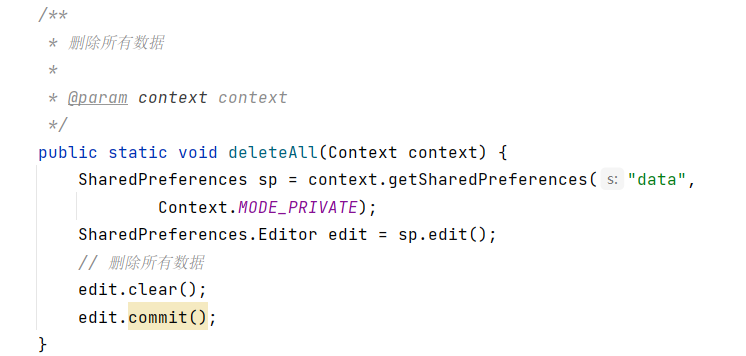 /**
 * 删除所有数据
 *
 * @param context context
 */
public static void deleteAll(Context context) {
    SharedPreferences sp = context.getSharedPreferences( s: "data",
            Context.MODE_PRIVATE);
    SharedPreferences.Editor edit = sp.edit();
    // 删除所有数据
    edit.clear();
    edit.commit();
}